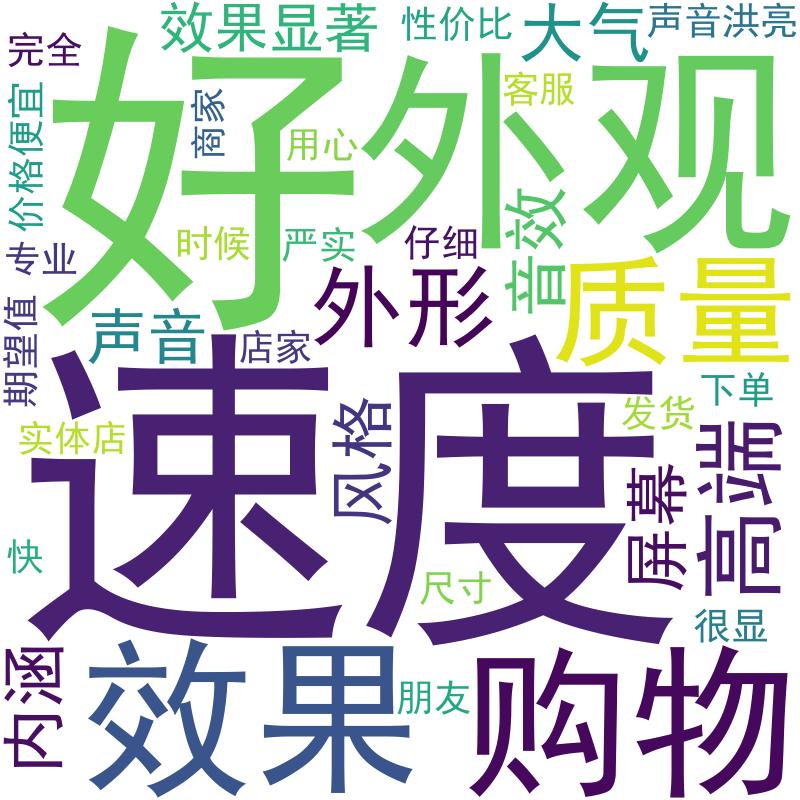 完全
效果显著
性价比
大气
声音洪亮
好外观
客服
商家
价格便宜
用心
音效
时候
严实
仔细
专业
外形
质量
期望值
声音
店家
速度
下单
风格
发货
实体店
高端
屏幕
快
尺寸
很显
内涵
效果
朋友
购物